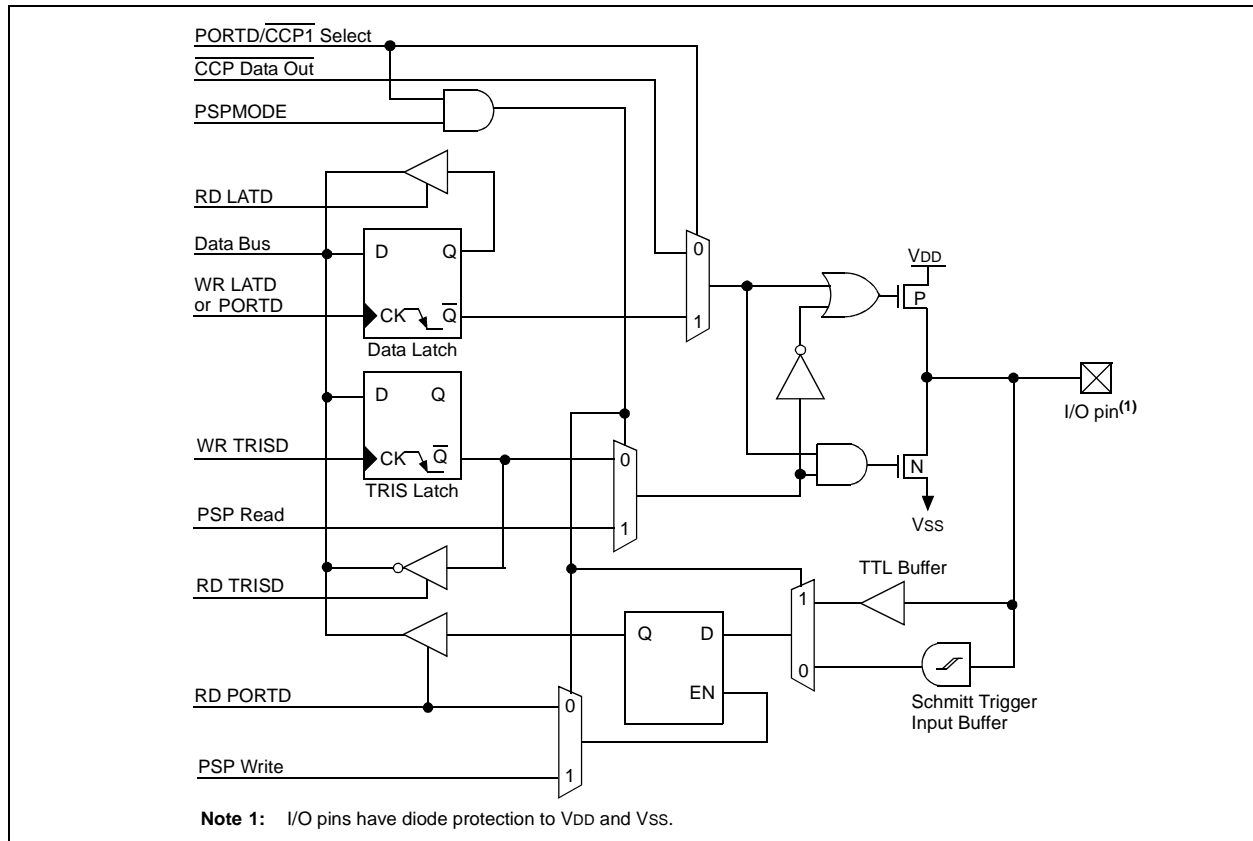 PORTD/CCP1 Select
CCP Data Out
PSPMODE
RD LATD
Data Bus
WR LATD
or PORTD
D Q
CK Q
Data Latch
0
1
VDD
P
I/O pin(1)
D Q
WR TRISD
CK Q
TRIS Latch
0
1
N
VSS
PSP Read
RD TRISD
TTL Buffer
1
0
Q D
EN
Schmitt Trigger
Input Buffer
RD PORTD
0
1
PSP Write
Note 1: I/O pins have diode protection to VDD and VSS.